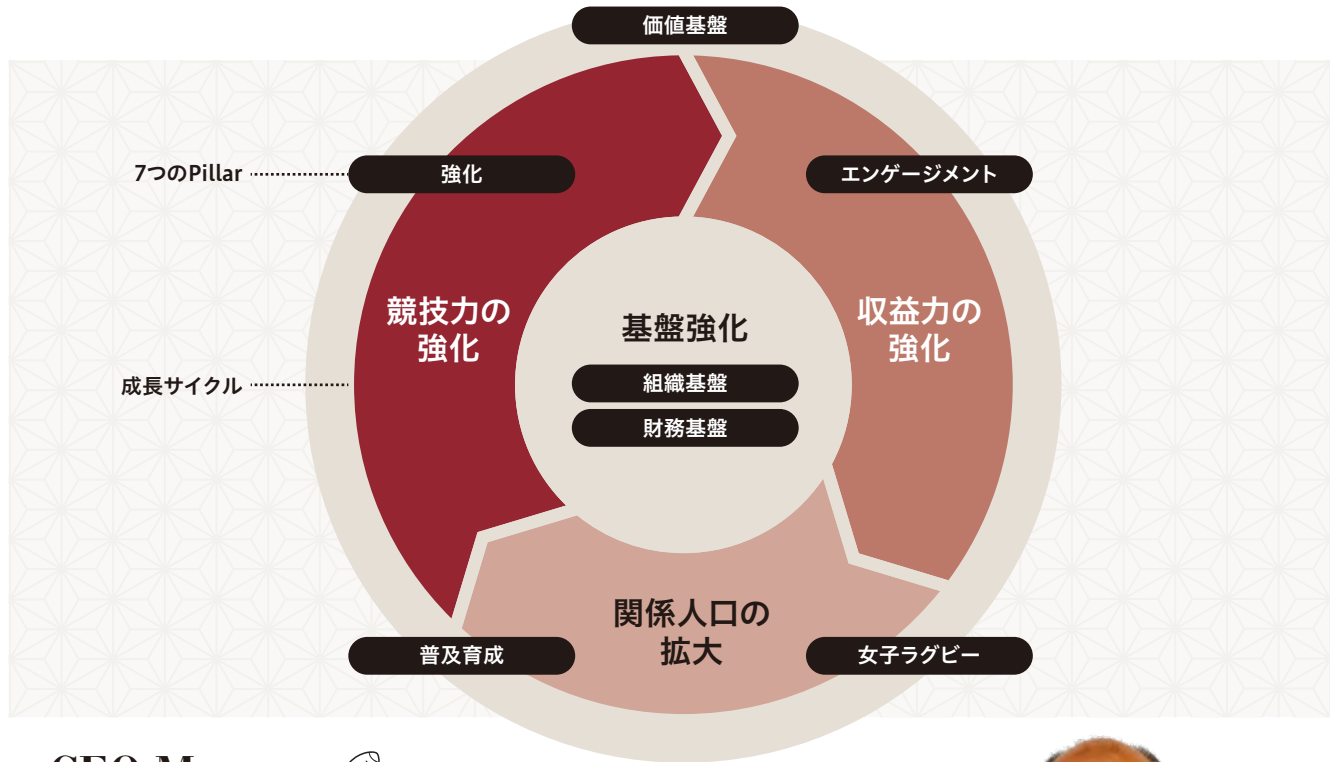 価値基盤
7つのPillar
強化
エンゲージメント
競技力の
強化
収益力の
強化
基盤強化
組織基盤
財務基盤
成長サイクル
関係人口の
拡大
普及育成
女子ラグビー
CEO